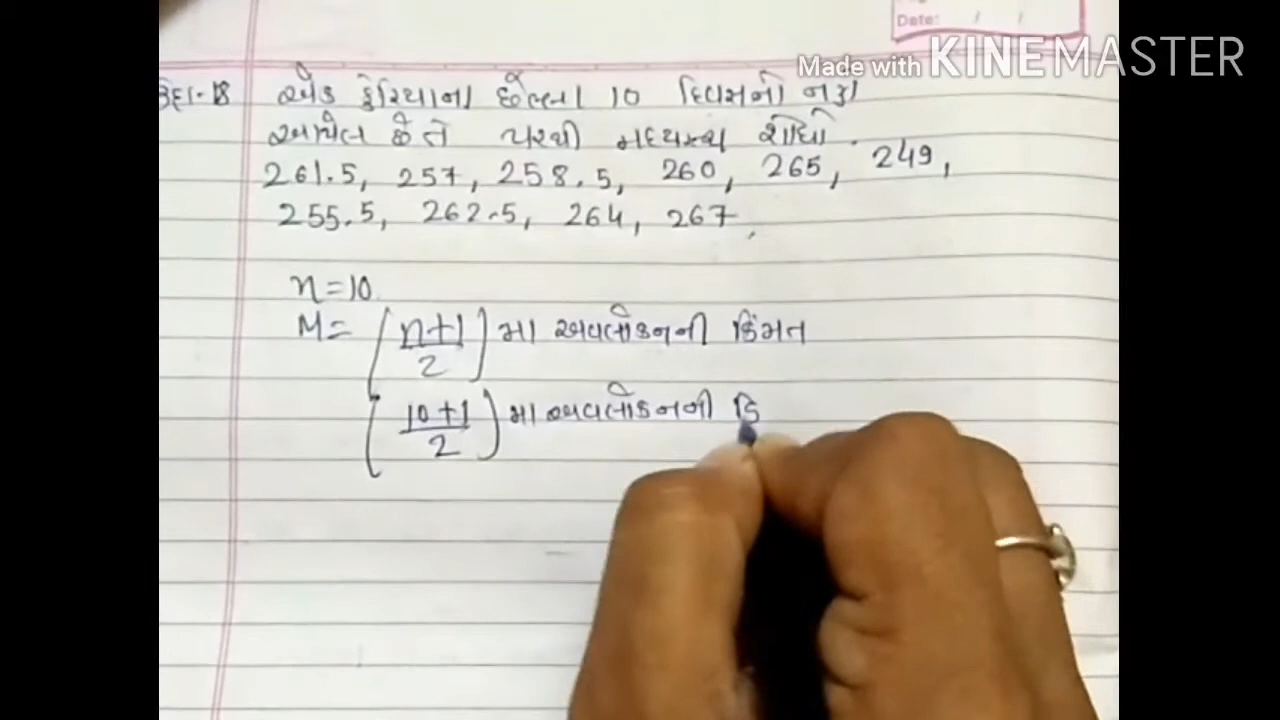 Date: / /
Made with KINEMASTER
ઉદા-18 એક ફેરિયાના છેલ્લા 10 દિવસનો નફો
આપેલ છે તે પરથી મધ્યસ્થ શોધો.
261.5, 257, 258.5, 260, 265, 249,
255.5, 262.5, 264, 267,
n=10
M= (n+1/2) મા અવલોકનની કિંમત
(10+1/2) મા અવલોકનની કિ